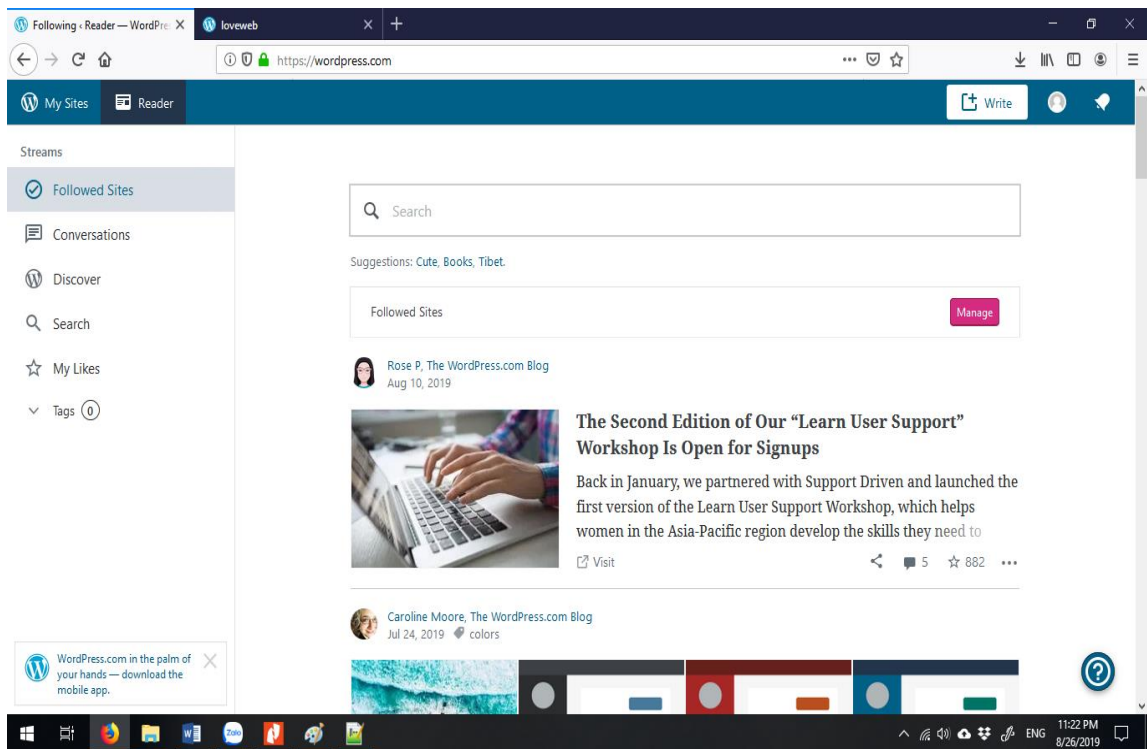 Following ‹ Reader — WordPre
loveweb
https://wordpress.com
My Sites
Reader
Write
Streams
Followed Sites
Conversations
Discover
Search
My Likes
Tags 0
Search
Suggestions: Cute, Books, Tibet.
Followed Sites
Manage
Rose P, The WordPress.com Blog
Aug 10, 2019
The Second Edition of Our “Learn User Support”
Workshop Is Open for Signups
Back in January, we partnered with Support Driven and launched the
first version of the Learn User Support Workshop, which helps
women in the Asia-Pacific region develop the skills they need to
Visit
5
882
Caroline Moore, The WordPress.com Blog
Jul 24, 2019 colors
WordPress.com in the palm of
your hands — download the
mobile app.
Zalo
ENG
11:22 PM
8/26/2019